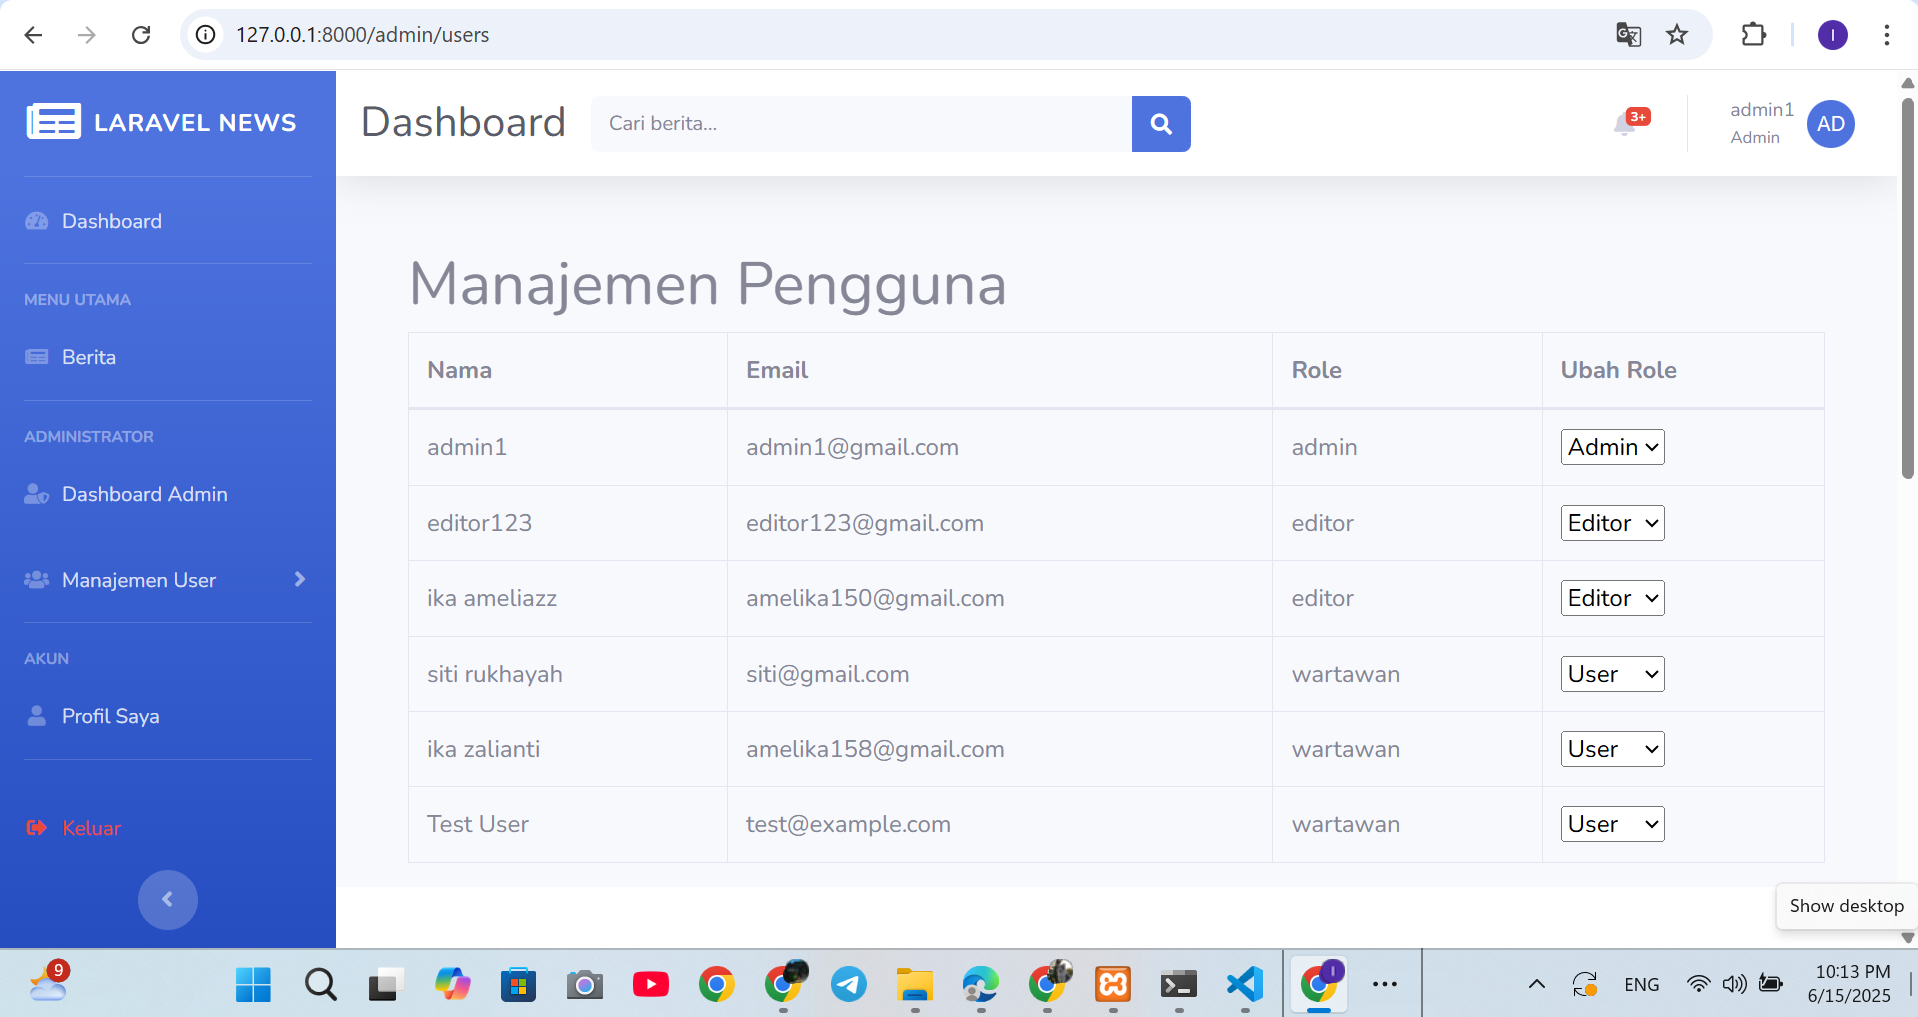 127.0.0.1:8000/admin/users
I
LARAVEL NEWS
Dashboard
Cari berita...
3+
admin1
Admin
AD
Dashboard
MENU UTAMA
Berita
ADMINISTRATOR
Dashboard Admin
Manajemen User
AKUN
Profil Saya
Keluar
Manajemen Pengguna
Nama Email Role Ubah Role
admin1 admin1@gmail.com admin Admin
editor123 editor123@gmail.com editor Editor
ika ameliazz amelika150@gmail.com editor Editor
siti rukhayah siti@gmail.com wartawan User
ika zalianti amelika158@gmail.com wartawan User
Test User test@example.com wartawan User
Show desktop
9
I
ENG
10:13 PM
6/15/2025